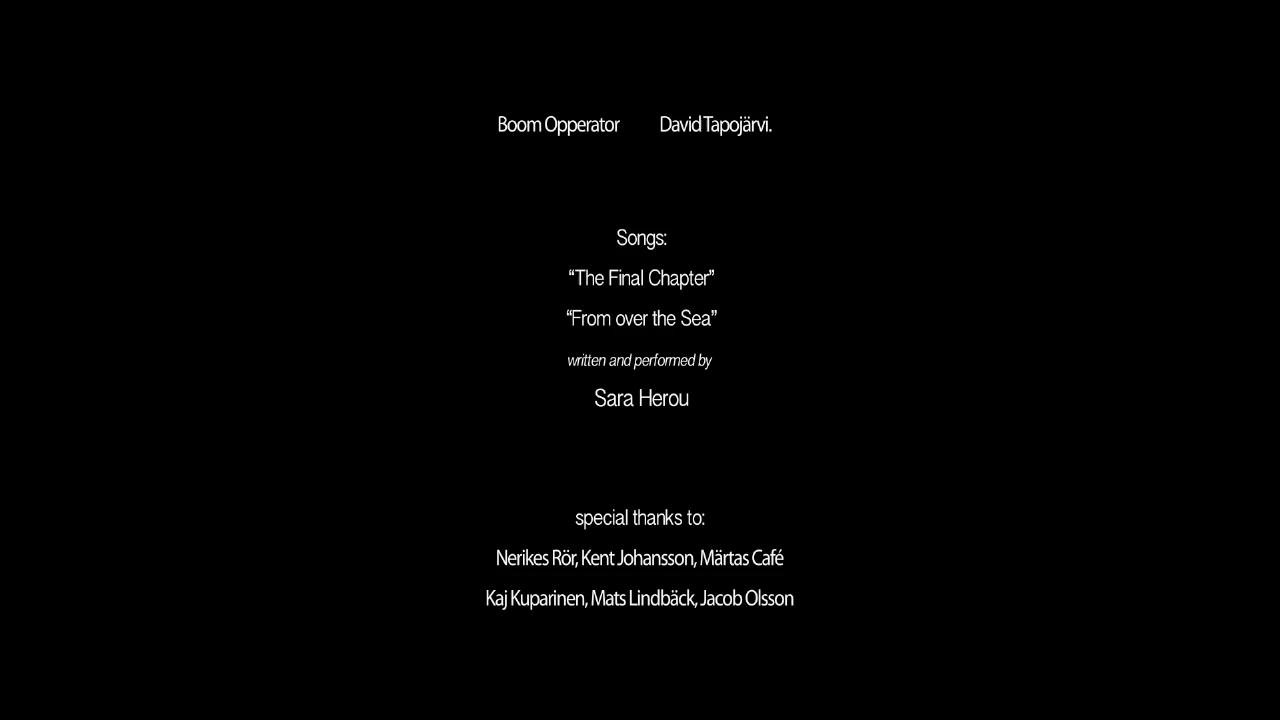 Boom Opperator David Tapojärvi.
Songs:
“The Final Chapter”
“From over the Sea”
written and performed by
Sara Herou
special thanks to:
Nerikes Rör, Kent Johansson, Märtas Café
Kaj Kuparinen, Mats Lindbäck, Jacob Olsson